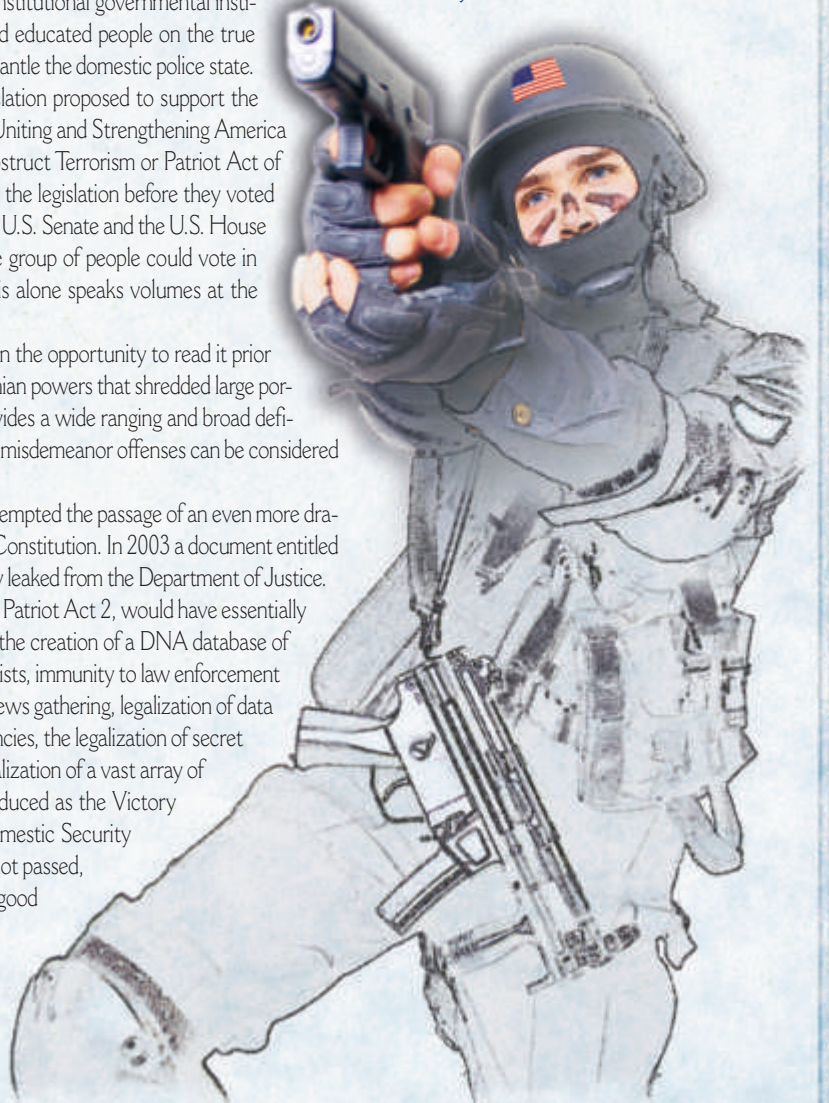 nstitutional governmental insti-
d educated people on the true
antle the domestic police state.
slation proposed to support the
Uniting and Strengthening America
bstruct Terrorism or Patriot Act of
the legislation before they voted
U.S. Senate and the U.S. House
e group of people could vote in
is alone speaks volumes at the
n the opportunity to read it prior
nian powers that shredded large por-
vides a wide ranging and broad defi-
misdemeanor offenses can be considered
empted the passage of an even more dra-
Constitution. In 2003 a document entitled
y leaked from the Department of Justice.
Patriot Act 2, would have essentially
the creation of a DNA database of
ists, immunity to law enforcement
ews gathering, legalization of data
ncies, the legalization of secret
alization of a vast array of
oduced as the Victory
mestic Security
ot passed,
good